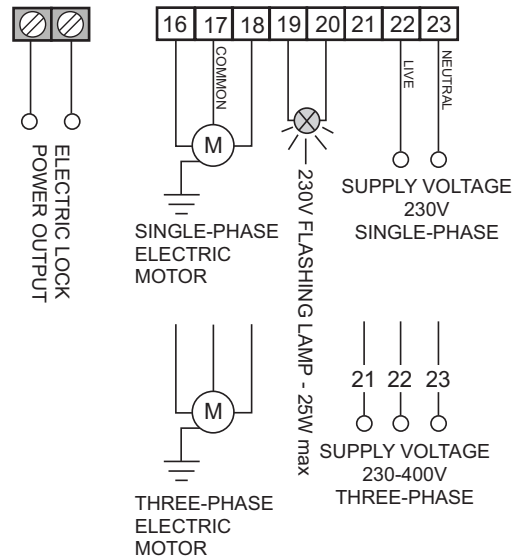 16 17 18 19 20 21 22 23
COMMON
LIVE
NEUTRAL
M
ELECTRIC LOCK
POWER OUTPUT
SINGLE-PHASE
ELECTRIC
MOTOR
230V FLASHING LAMP - 25W max
SUPPLY VOLTAGE
230V
SINGLE-PHASE
M
THREE-PHASE
ELECTRIC
MOTOR
21 22 23
SUPPLY VOLTAGE
230-400V
THREE-PHASE